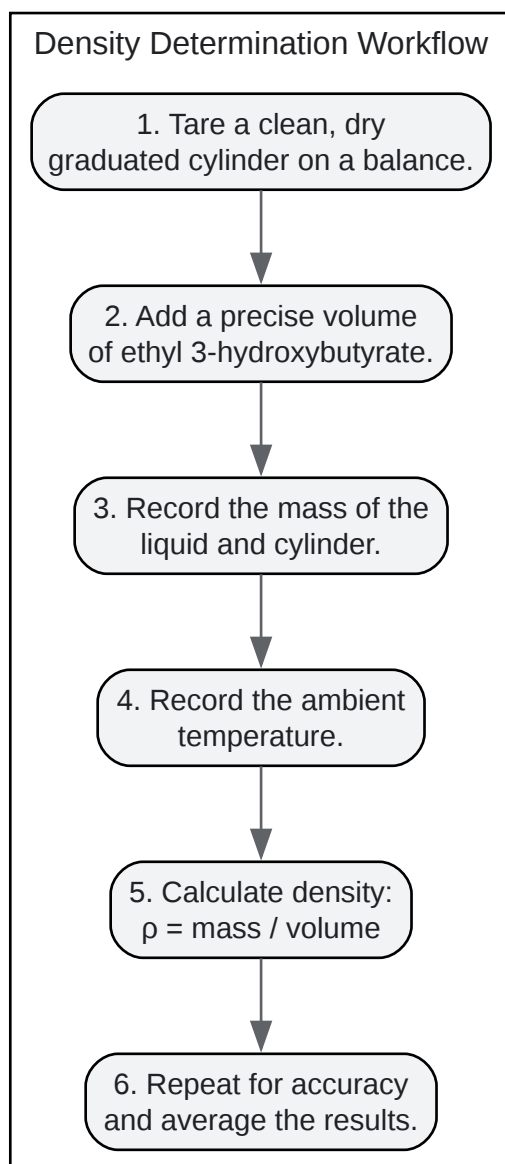 Density Determination Workflow
1. Tare a clean, dry
graduated cylinder on a balance.
2. Add a precise volume
of ethyl 3-hydroxybutyrate.
3. Record the mass of the
liquid and cylinder.
4. Record the ambient
temperature.
5. Calculate density:
ρ = mass / volume
6. Repeat for accuracy
and average the results.